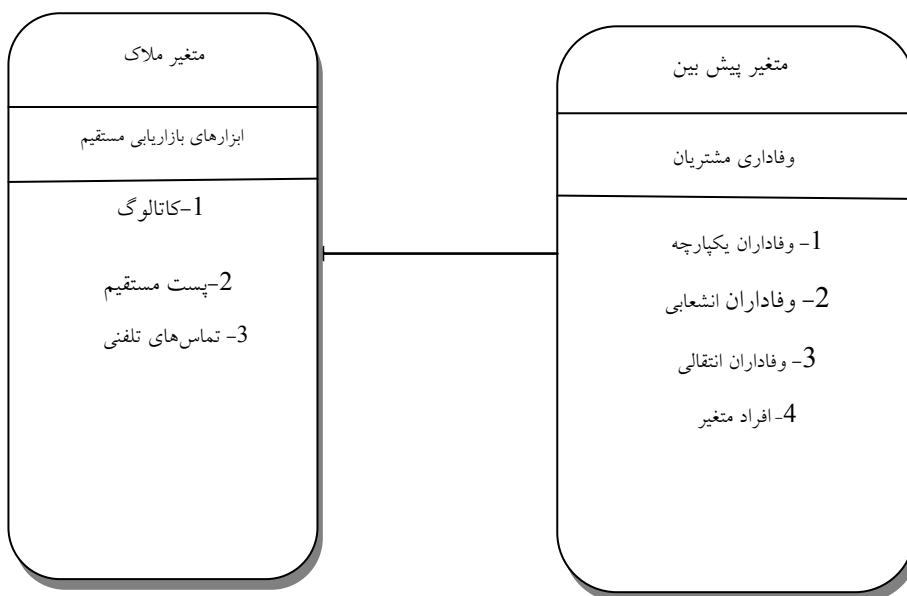 متغیر پیش بین
وفاداری مشتریان
1- وفاداران یکپارچه
2- وفاداران انشعابی
3- وفاداران انتقالی
4- افراد متغیر
متغیر ملاک
ابزارهای بازاریابی مستقیم
1-کاتالوگ
2-پست مستقیم
3- تماس‌های تلفنی